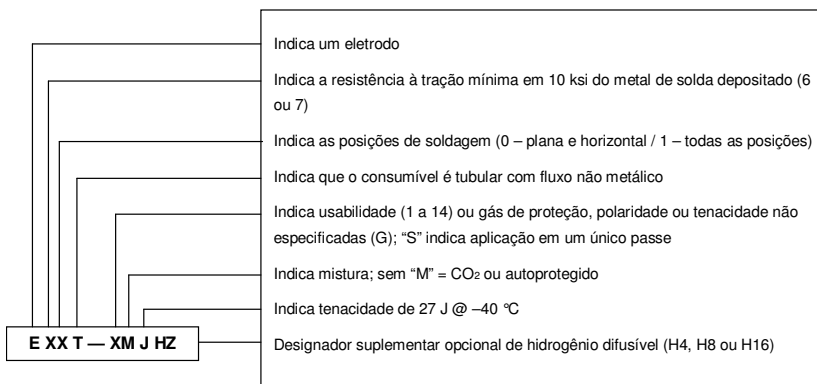 Indica um eletrodo
Indica a resistência à tração mínima em 10 ksi do metal de solda depositado (6
ou 7)
Indica as posições de soldagem (0 – plana e horizontal / 1 – todas as posições)
Indica que o consumível é tubular com fluxo não metálico
Indica usabilidade (1 a 14) ou gás de proteção, polaridade ou tenacidade não
especificadas (G); “S” indica aplicação em um único passe
Indica mistura; sem “M” = CO₂ ou autoprotegido
Indica tenacidade de 27 J @ –40 °C
E XX T — XM J HZ
Designador suplementar opcional de hidrogênio difusível (H4, H8 ou H16)